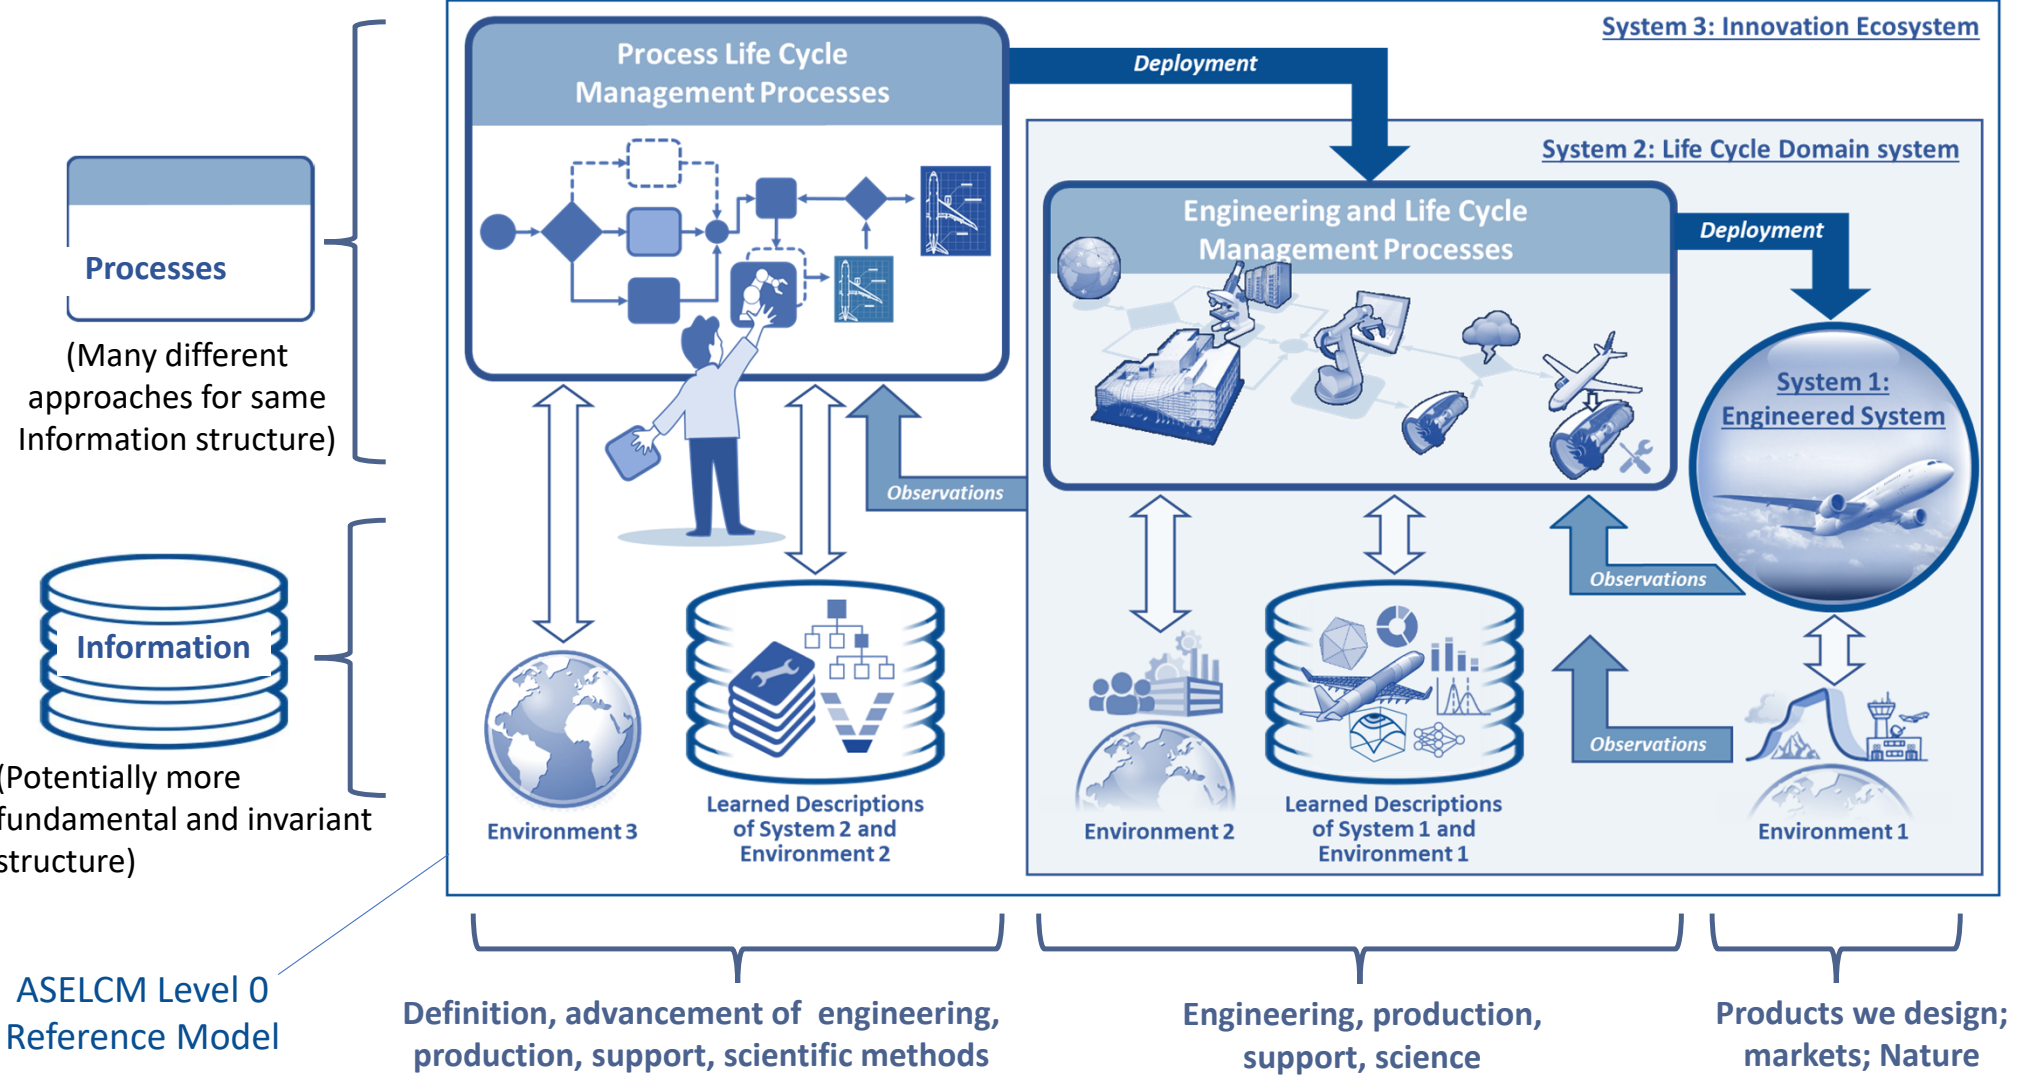 System 3: Innovation Ecosystem
Process Life Cycle
Management Processes
Deployment
System 2: Life Cycle Domain system
Engineering and Life Cycle
Management Processes
Deployment
Processes
(Many different
approaches for same
Information structure)
System 1:
Engineered System
Observations
Observations
Observations
Information
(Potentially more
fundamental and invariant
structure)
Environment 3
Learned Descriptions
of System 2 and
Environment 2
Environment 2
Learned Descriptions
of System 1 and
Environment 1
Environment 1
ASELCM Level 0
Reference Model
Definition, advancement of engineering,
production, support, scientific methods
Engineering, production,
support, science
Products we design;
markets; Nature